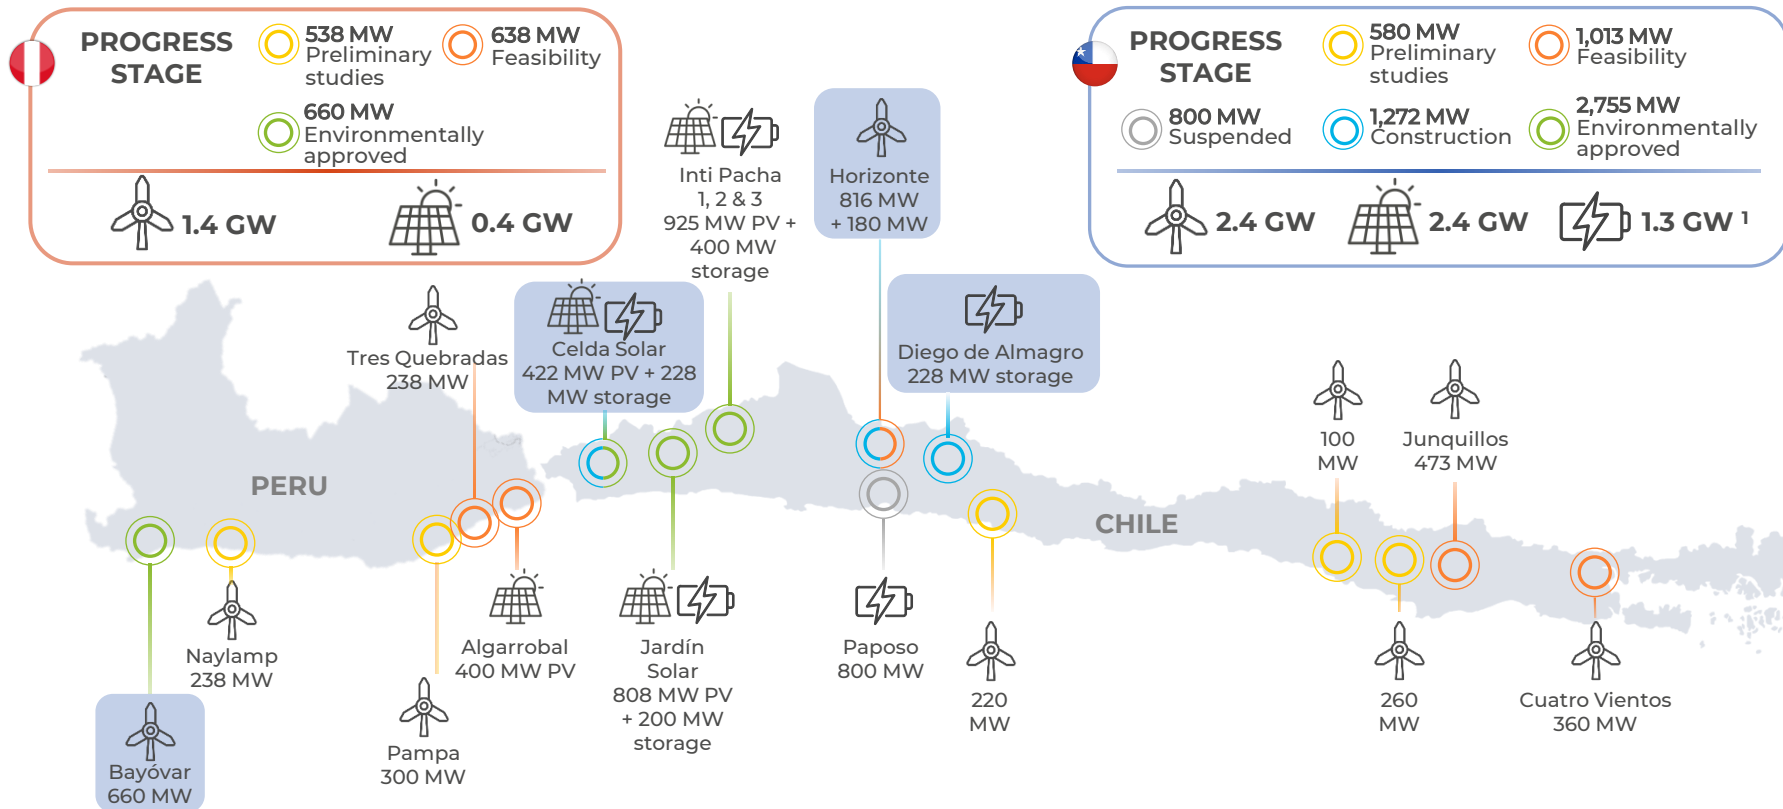 PROGRESS
STAGE
538 MW
Preliminary
studies
638 MW
Feasibility
660 MW
Environmentally
approved
1.4 GW
0.4 GW
PROGRESS
STAGE
580 MW
Preliminary
studies
1,013 MW
Feasibility
800 MW
Suspended
1,272 MW
Construction
2,755 MW
Environmentally
approved
2.4 GW
2.4 GW
1.3 GW ¹
Inti Pacha
1, 2 & 3
925 MW PV +
400 MW
storage
Horizonte
816 MW
+ 180 MW
Tres Quebradas
238 MW
Celda Solar
422 MW PV + 228
MW storage
Diego de Almagro
228 MW storage
100
MW
Junquillos
473 MW
PERU
CHILE
Naylamp
238 MW
Bayóvar
660 MW
Pampa
300 MW
Algarrobal
400 MW PV
Jardín
Solar
808 MW PV
+ 200 MW
storage
Paposo
800 MW
220
MW
260
MW
Cuatro Vientos
360 MW